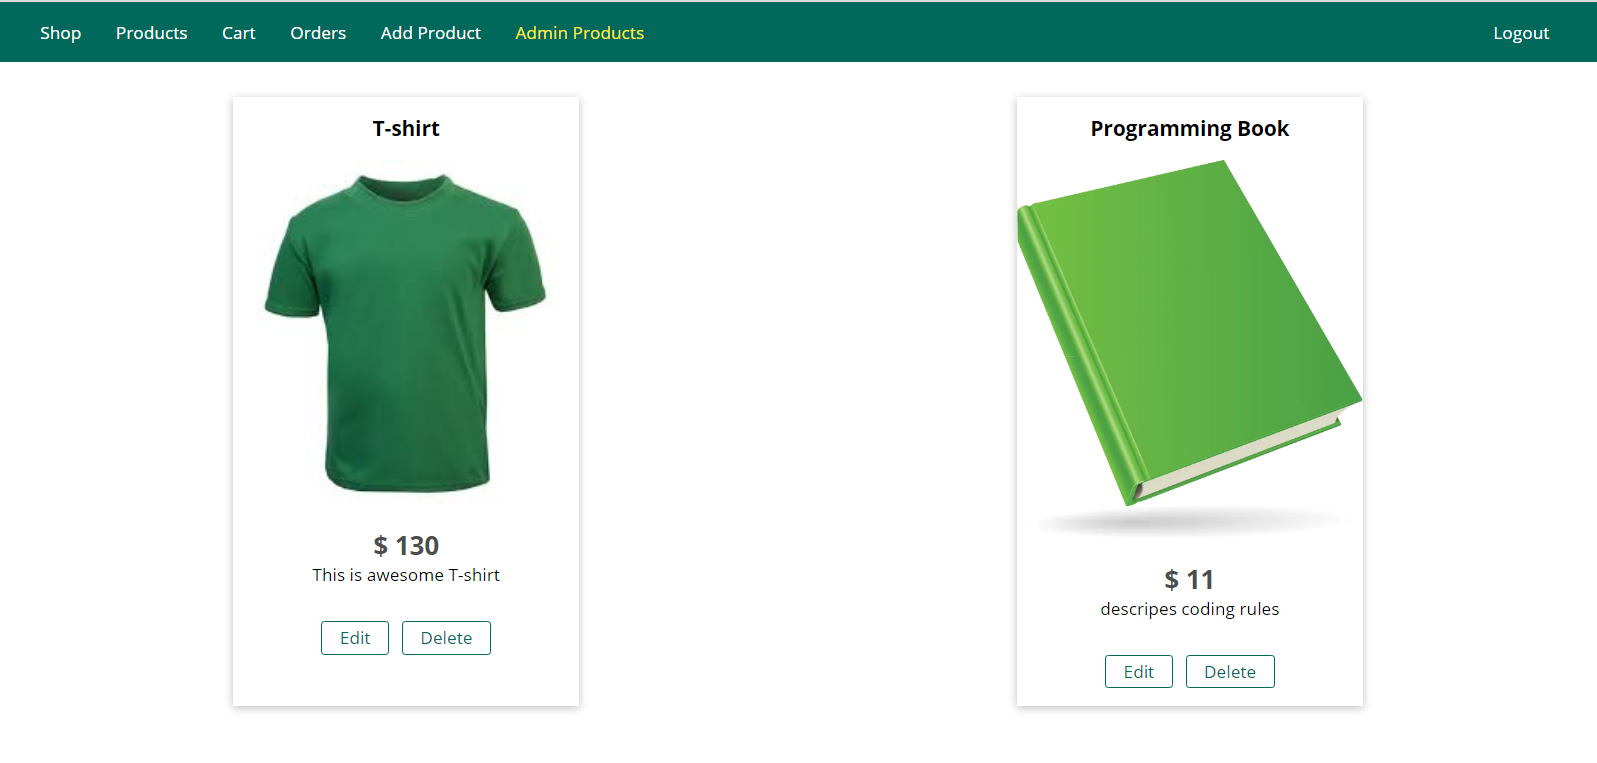 Shop Products Cart Orders Add Product Admin Products Logout
T-shirt
$ 130
This is awesome T-shirt
Edit Delete
Programming Book
$ 11
descripes coding rules
Edit Delete